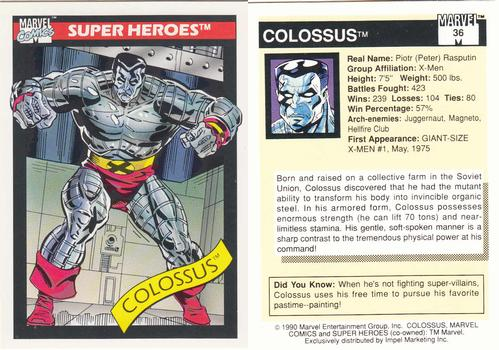 MARVEL
COMICS
SUPER HEROES™
COLOSSUS™
COLOSSUS™
MARVEL
36
Real Name: Piotr (Peter) Rasputin
Group Affiliation: X-Men
Height: 7'5" Weight: 500 lbs.
Battles Fought: 423
Wins: 239 Losses: 104 Ties: 80
Win Percentage: 57%
Arch-enemies: Juggernaut, Magneto,
Hellfire Club
First Appearance: GIANT-SIZE
X-MEN #1, May, 1975
Born and raised on a collective farm in the Soviet
Union, Colossus discovered that he had the mutant
ability to transform his body into invincible organic
steel. In his armored form, Colossus possesses
enormous strength (he can lift 70 tons) and near-
limitless stamina. His gentle, soft-spoken manner is a
sharp contrast to the tremendous physical power at his
command!
Did You Know: When he's not fighting super-villains,
Colossus uses his free time to pursue his favorite
pastime--painting!
© 1990 Marvel Entertainment Group, Inc. COLOSSUS, MARVEL
COMICS and SUPER HEROES (co-owned): TM Marvel.
Exclusively distributed by Impel Marketing Inc.